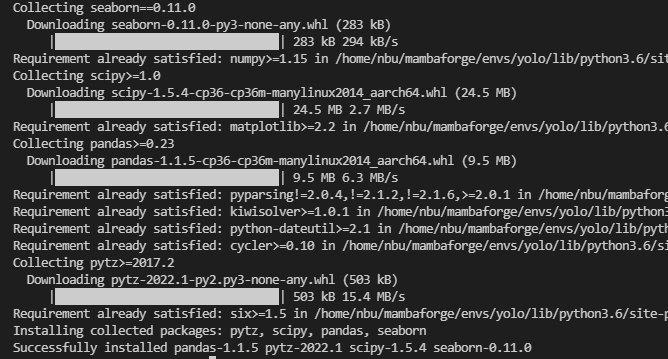 Collecting seaborn==0.11.0
Downloading seaborn-0.11.0-py3-none-any.whl (283 kB)
| | 283 kB 294 kB/s
Requirement already satisfied: numpy>=1.15 in /home/nbu/mambaforge/envs/yolo/lib/python3.6/sit
Collecting scipy>=1.0
Downloading scipy-1.5.4-cp36-cp36m-manylinux2014_aarch64.whl (24.5 MB)
| | 24.5 MB 2.7 MB/s
Requirement already satisfied: matplotlib>=2.2 in /home/nbu/mambaforge/envs/yolo/lib/python3.6
Collecting pandas>=0.23
Downloading pandas-1.1.5-cp36-cp36m-manylinux2014_aarch64.whl (9.5 MB)
| | 9.5 MB 6.3 MB/s
Requirement already satisfied: pyparsing!=2.0.4,!=2.1.2,!=2.1.6,>=2.0.1 in /home/nbu/mambaforg
Requirement already satisfied: kiwisolver>=1.0.1 in /home/nbu/mambaforge/envs/yolo/lib/python3
Requirement already satisfied: python-dateutil>=2.1 in /home/nbu/mambaforge/envs/yolo/lib/pyth
Requirement already satisfied: cycler>=0.10 in /home/nbu/mambaforge/envs/yolo/lib/python3.6/si
Collecting pytz>=2017.2
Downloading pytz-2022.1-py2.py3-none-any.whl (503 kB)
| | 503 kB 15.4 MB/s
Requirement already satisfied: six>=1.5 in /home/nbu/mambaforge/envs/yolo/lib/python3.6/site-p
Installing collected packages: pytz, scipy, pandas, seaborn
Successfully installed pandas-1.1.5 pytz-2022.1 scipy-1.5.4 seaborn-0.11.0